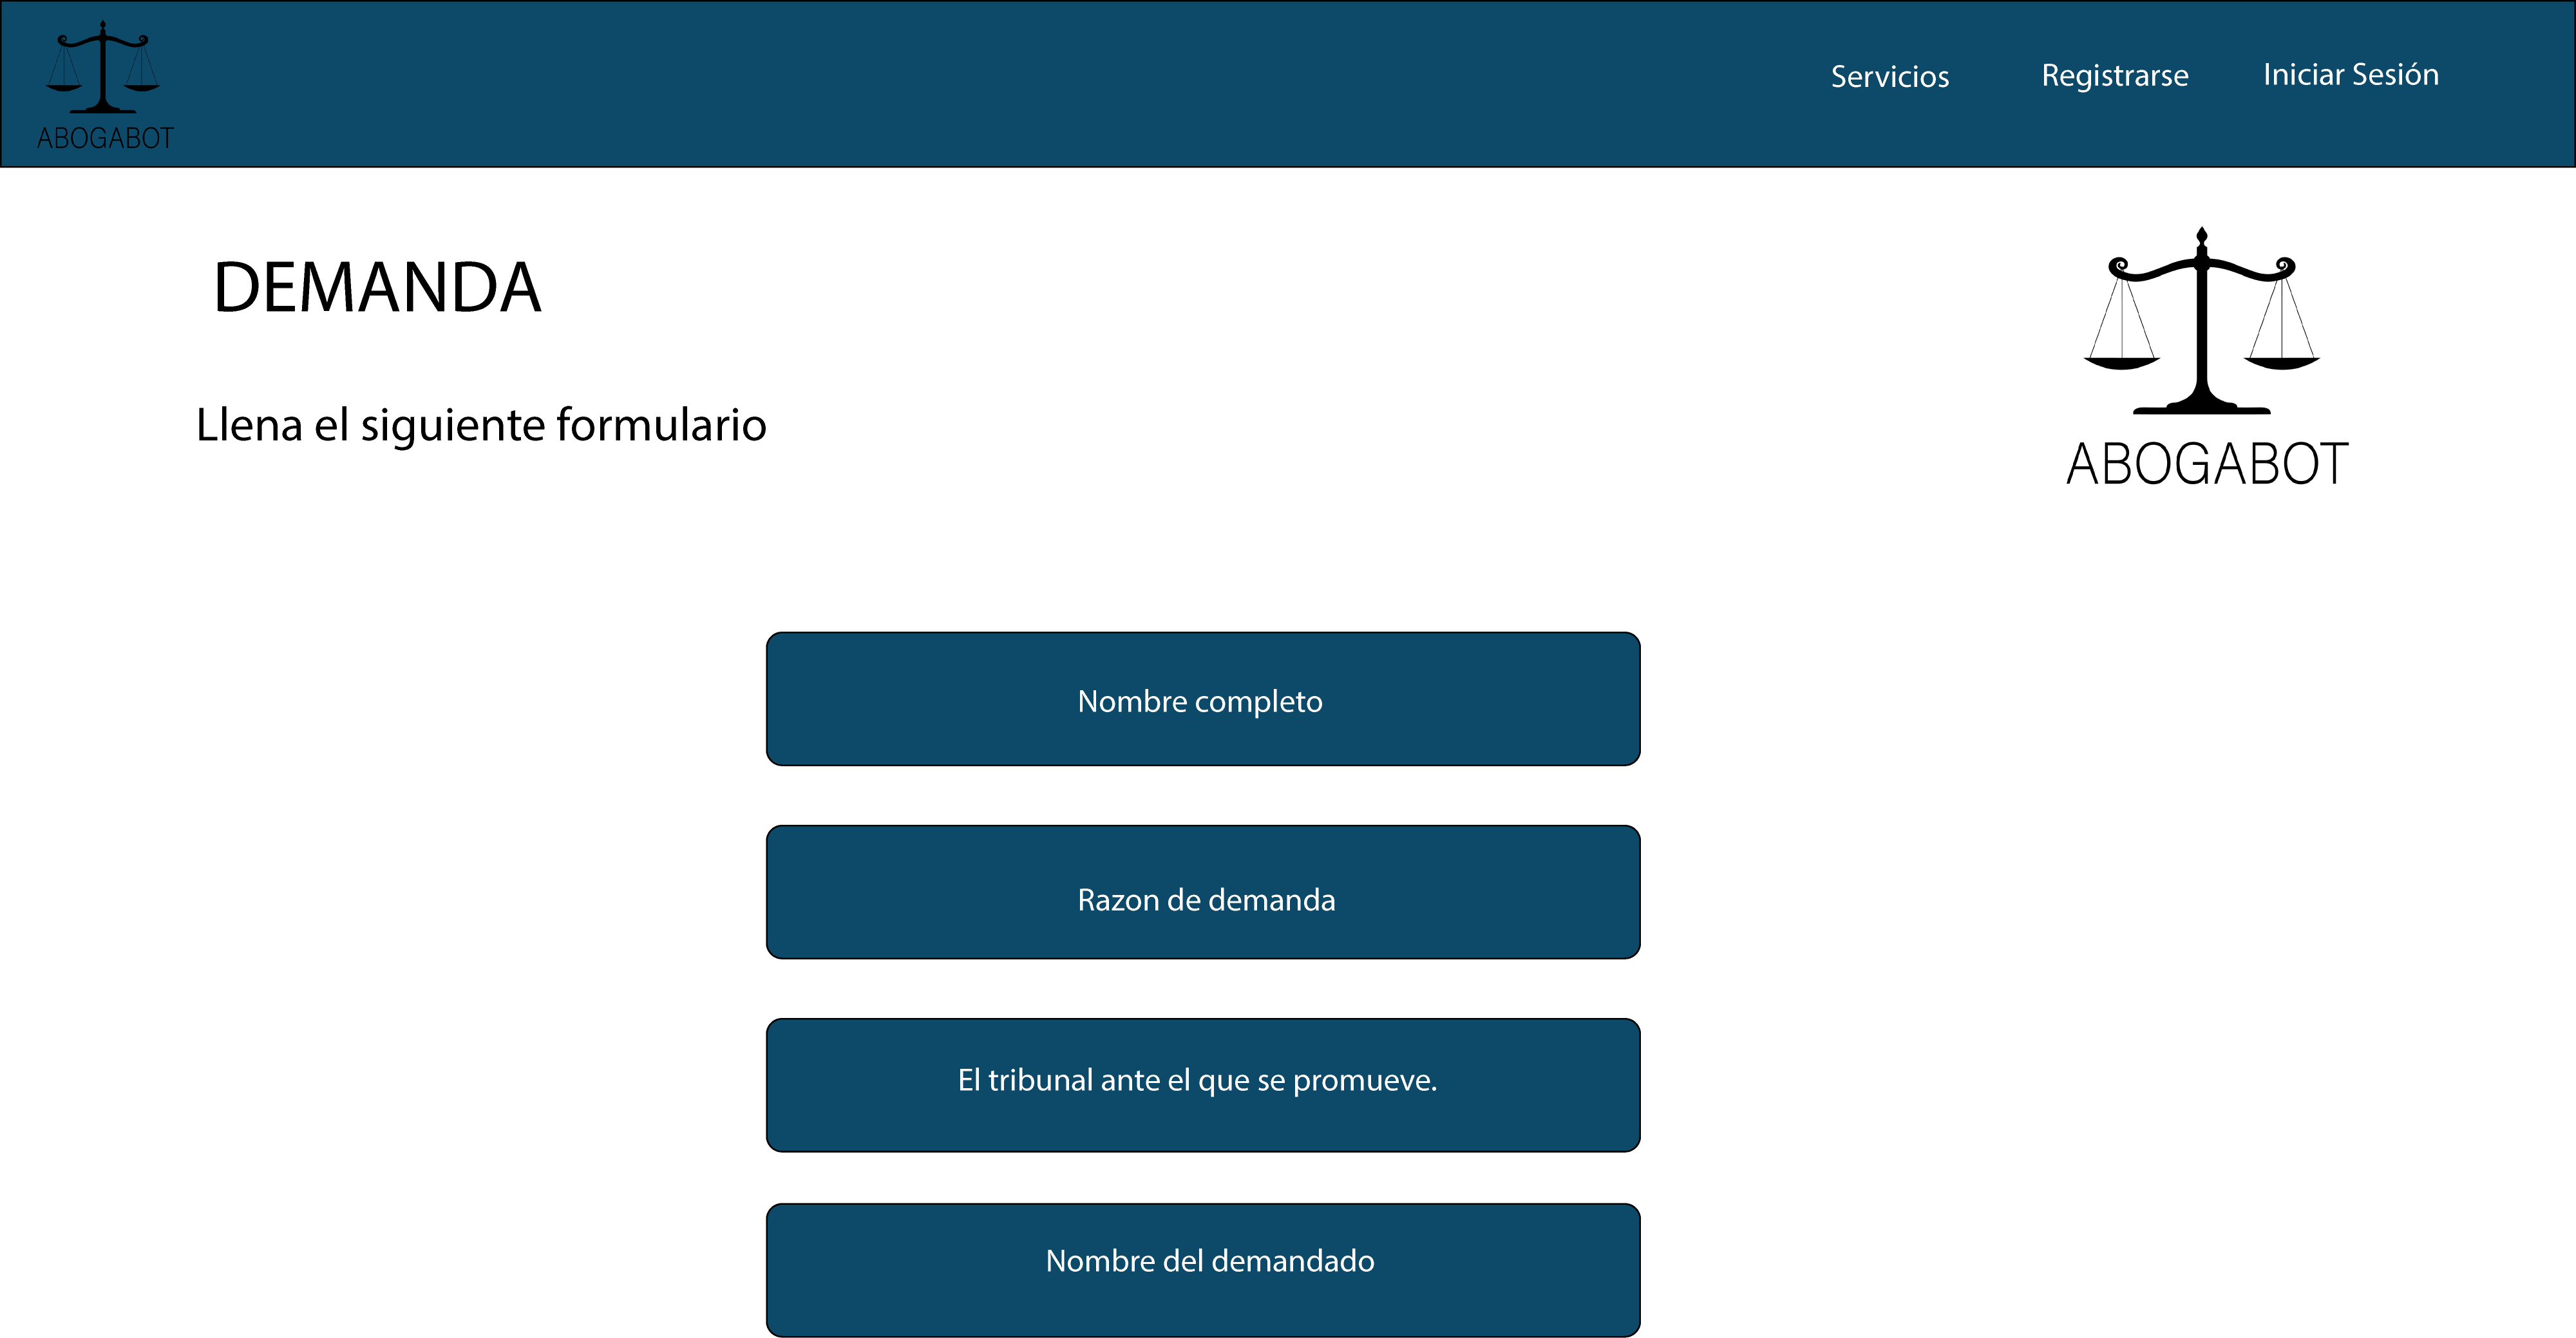 ABOGABOT
Servicios
Registrarse
Iniciar Sesión
DEMANDA
Llena el siguiente formulario
ABOGABOT
Nombre completo
Razon de demanda
El tribunal ante el que se promueve.
Nombre del demandado